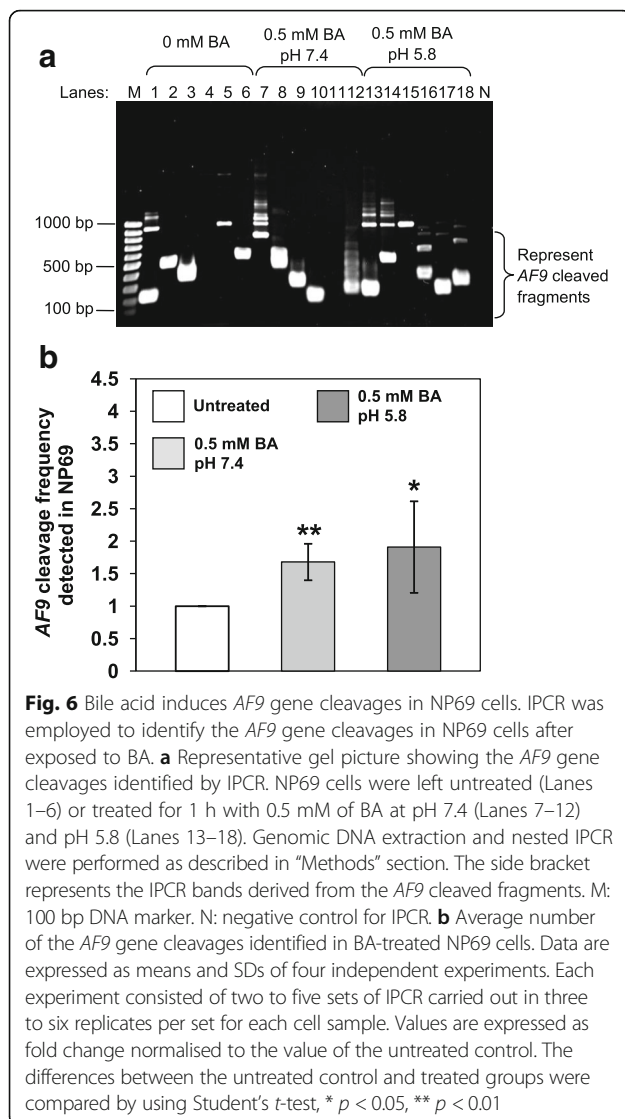 a
0 mM BA
0.5 mM BA
pH 7.4
0.5 mM BA
pH 5.8
Lanes: M 1 2 3 4 5 6 7 8 9 10 11 12 13 14 15 16 17 18 N
1000 bp
500 bp
100 bp
Represent
AF9 cleaved
fragments
b
AF9 cleavage frequency
detected in NP69
4.5
4
3.5
3
2.5
2
1.5
1
0.5
0
Untreated
0.5 mM BA
pH 7.4
0.5 mM BA
pH 5.8
**
*
Fig. 6 Bile acid induces AF9 gene cleavages in NP69 cells. IPCR was
employed to identify the AF9 gene cleavages in NP69 cells after
exposed to BA. a Representative gel picture showing the AF9 gene
cleavages identified by IPCR. NP69 cells were left untreated (Lanes
1–6) or treated for 1 h with 0.5 mM of BA at pH 7.4 (Lanes 7–12)
and pH 5.8 (Lanes 13–18). Genomic DNA extraction and nested IPCR
were performed as described in “Methods” section. The side bracket
represents the IPCR bands derived from the AF9 cleaved fragments. M:
100 bp DNA marker. N: negative control for IPCR. b Average number
of the AF9 gene cleavages identified in BA-treated NP69 cells. Data are
expressed as means and SDs of four independent experiments. Each
experiment consisted of two to five sets of IPCR carried out in three
to six replicates per set for each cell sample. Values are expressed as
fold change normalised to the value of the untreated control. The
differences between the untreated control and treated groups were
compared by using Student’s t-test, * p < 0.05, ** p < 0.01